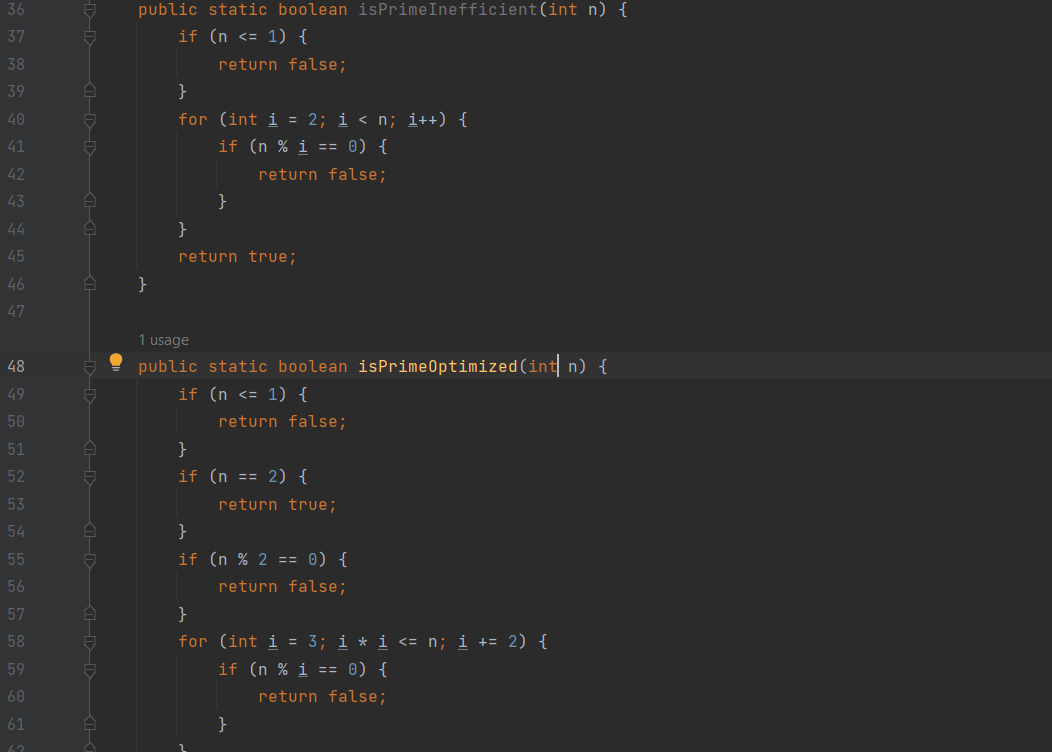 36 public static boolean isPrimeInefficient(int n) {
37 if (n <= 1) {
38 return false;
39 }
40 for (int i = 2; i < n; i++) {
41 if (n % i == 0) {
42 return false;
43 }
44 }
45 return true;
46 }
47
1 usage
48 public static boolean isPrimeOptimized(int n) {
49 if (n <= 1) {
50 return false;
51 }
52 if (n == 2) {
53 return true;
54 }
55 if (n % 2 == 0) {
56 return false;
57 }
58 for (int i = 3; i * i <= n; i += 2) {
59 if (n % i == 0) {
60 return false;
61 }
62 }